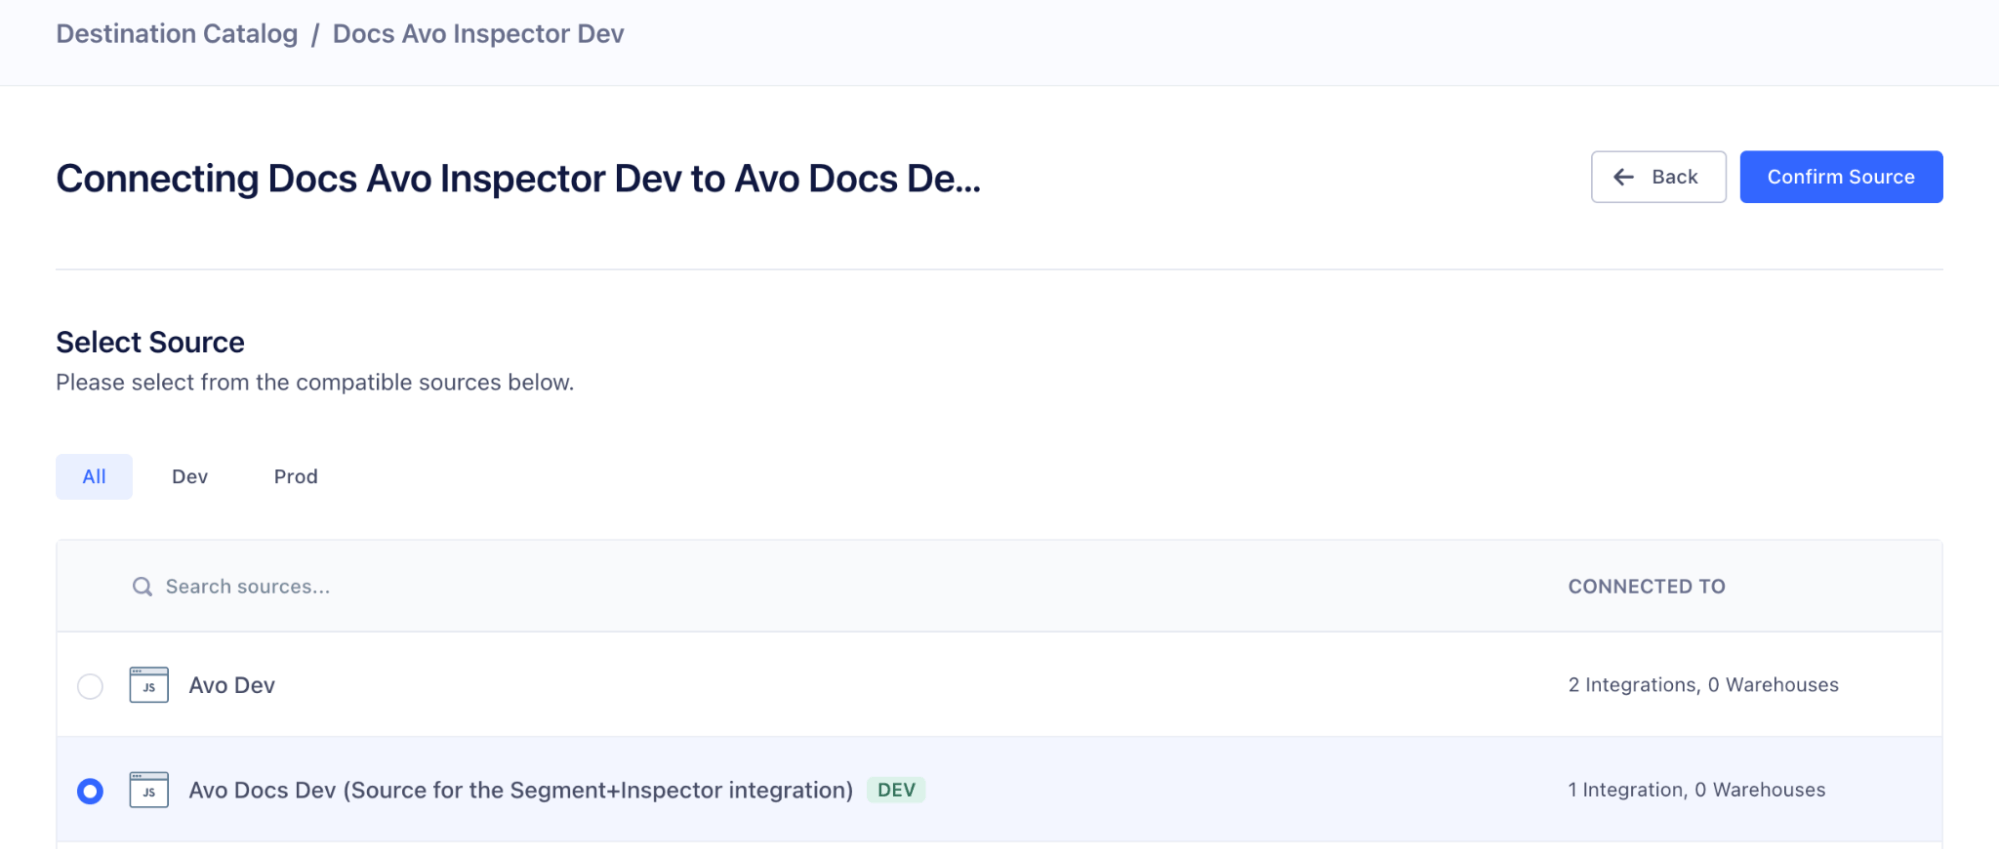 Destination Catalog / Docs Avo Inspector Dev
Connecting Docs Avo Inspector Dev to Avo Docs De...
Back
Confirm Source
Select Source
Please select from the compatible sources below.
All
Dev
Prod
Search sources...
CONNECTED TO
JS
Avo Dev
2 Integrations, 0 Warehouses
JS
Avo Docs Dev (Source for the Segment+Inspector integration)
DEV
1 Integration, 0 Warehouses